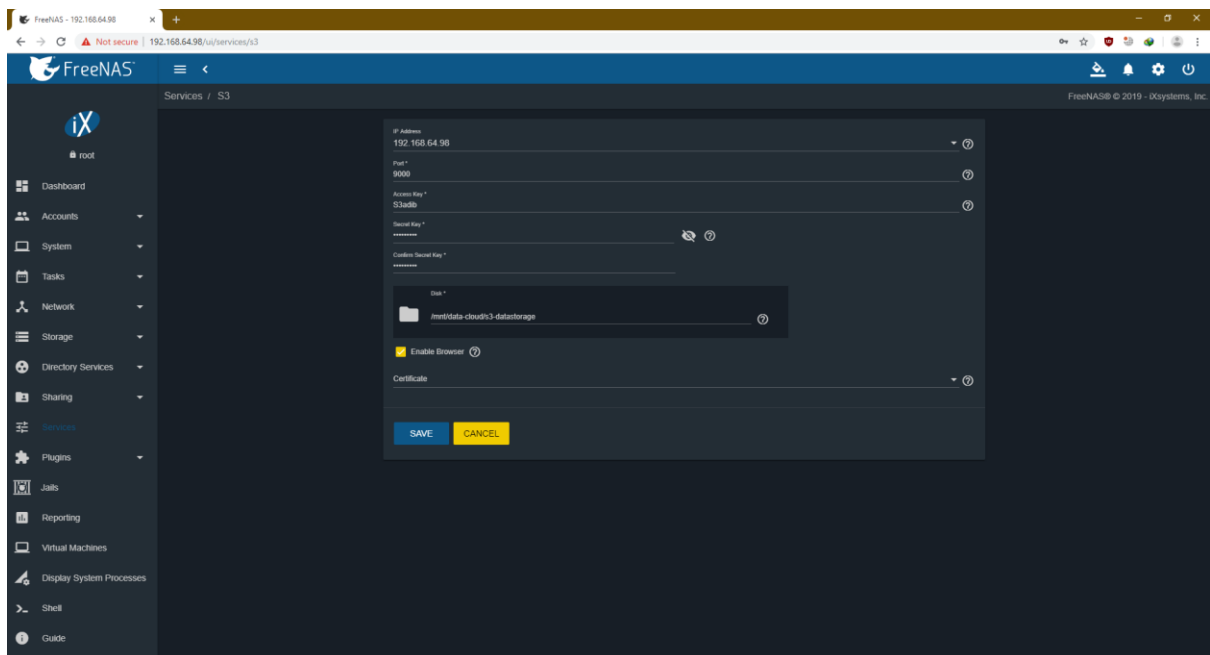 FreeNAS - 192.168.64.98
Not secure | 192.168.64.98/ui/services/s3
FreeNAS®
Services / S3
FreeNAS® © 2019 - iXsystems, Inc.
iX
root
Dashboard
Accounts
System
Tasks
Network
Storage
Directory Services
Sharing
Services
Plugins
Jails
Reporting
Virtual Machines
Display System Processes
Shell
Guide
IP Address
192.168.64.98
Port *
9000
Access Key *
S3adib
Secret Key *
•••••••••
Confirm Secret Key *
•••••••••
Disk *
/mnt/data-cloud/s3-datastorage
Enable Browser
Certificate
SAVE CANCEL